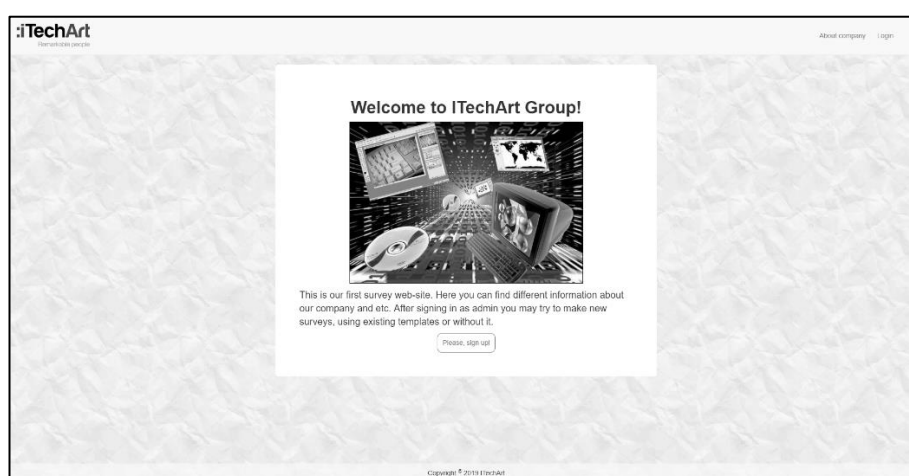 :iTechArt
Remarkable people
About company Login
Welcome to ITechArt Group!
This is our first survey web-site. Here you can find different information about
our company and etc. After signing in as admin you may try to make new
surveys, using existing templates or without it.
Please, sign up!
Copyright © 2019 ITechArt